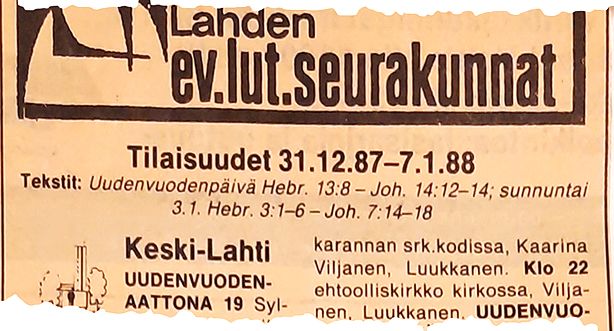 Lahden
ev.lut.seurakunnat
Tilaisuudet 31.12.87–7.1.88
Tekstit: Uudenvuodenpäivä Hebr. 13:8 – Joh. 14:12–14; sunnuntai
3.1. Hebr. 3:1–6 – Joh. 7:14–18
Keski-Lahti
UUDENVUODEN-
AATTONA 19 Syl-
karannan srk.kodissa, Kaarina
Viljanen, Luukkanen. Klo 22
ehtoolliskirkko kirkossa, Vilja-
nen, Luukkanen. UUDENVUO-